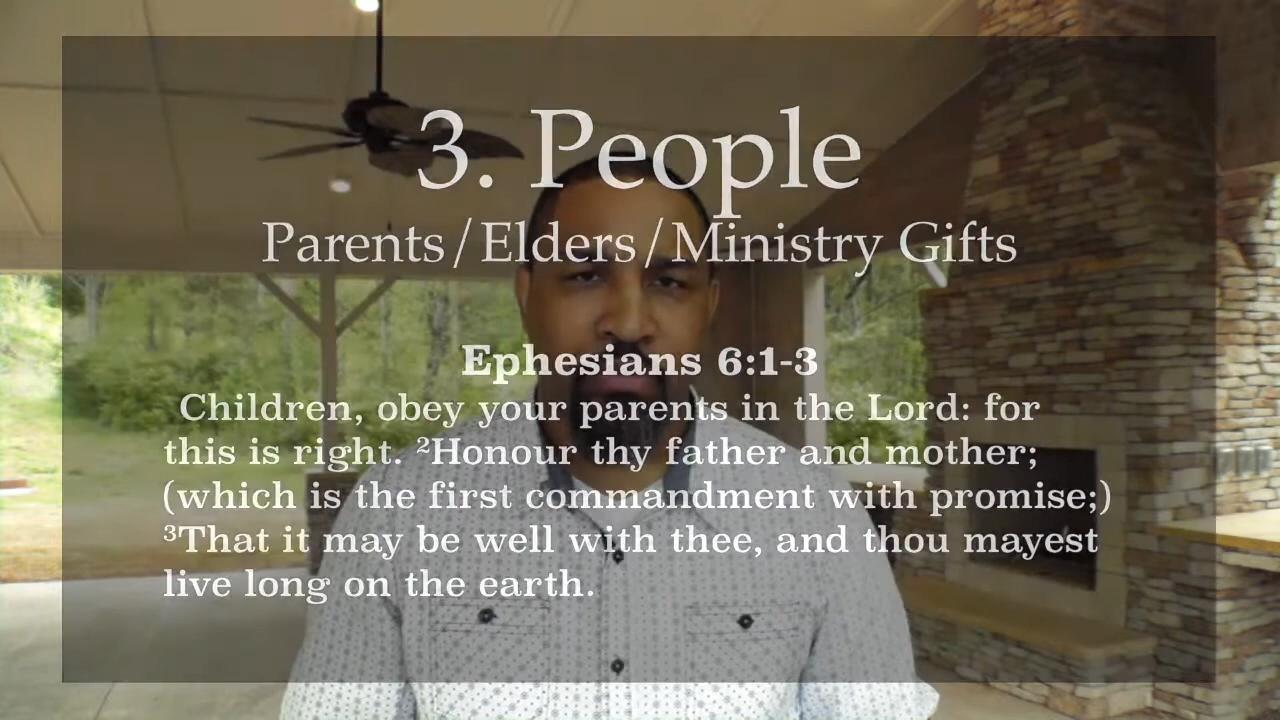 3. People
Parents/Elders/Ministry Gifts
Ephesians 6:1-3
Children, obey your parents in the Lord: for
this is right. ²Honour thy father and mother;
(which is the first commandment with promise;)
³That it may be well with thee, and thou mayest
live long on the earth.